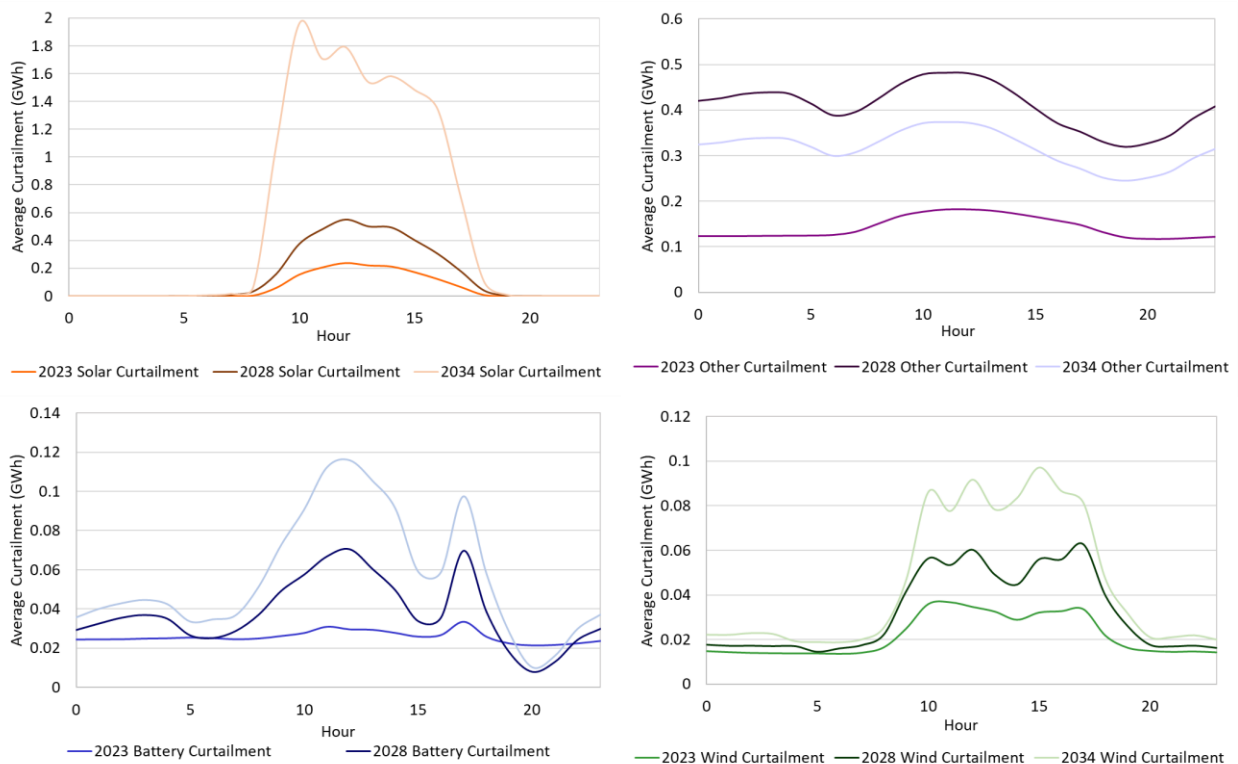 Average Curtailment (GWh)
2
1.8
1.6
1.4
1.2
1
0.8
0.6
0.4
0.2
0
0 5 10 15 20
Hour
2023 Solar Curtailment 2028 Solar Curtailment 2034 Solar Curtailment
Average Curtailment (GWh)
0.6
0.5
0.4
0.3
0.2
0.1
0
0 5 10 15 20
Hour
2023 Other Curtailment 2028 Other Curtailment 2034 Other Curtailment
Average Curtailment (GWh)
0.14
0.12
0.1
0.08
0.06
0.04
0.02
0
0 5 10 15 20
Hour
2023 Battery Curtailment 2028 Battery Curtailment
Average Curtailment (GWh)
0.12
0.1
0.08
0.06
0.04
0.02
0
0 5 10 15 20
Hour
2023 Wind Curtailment 2028 Wind Curtailment 2034 Wind Curtailment